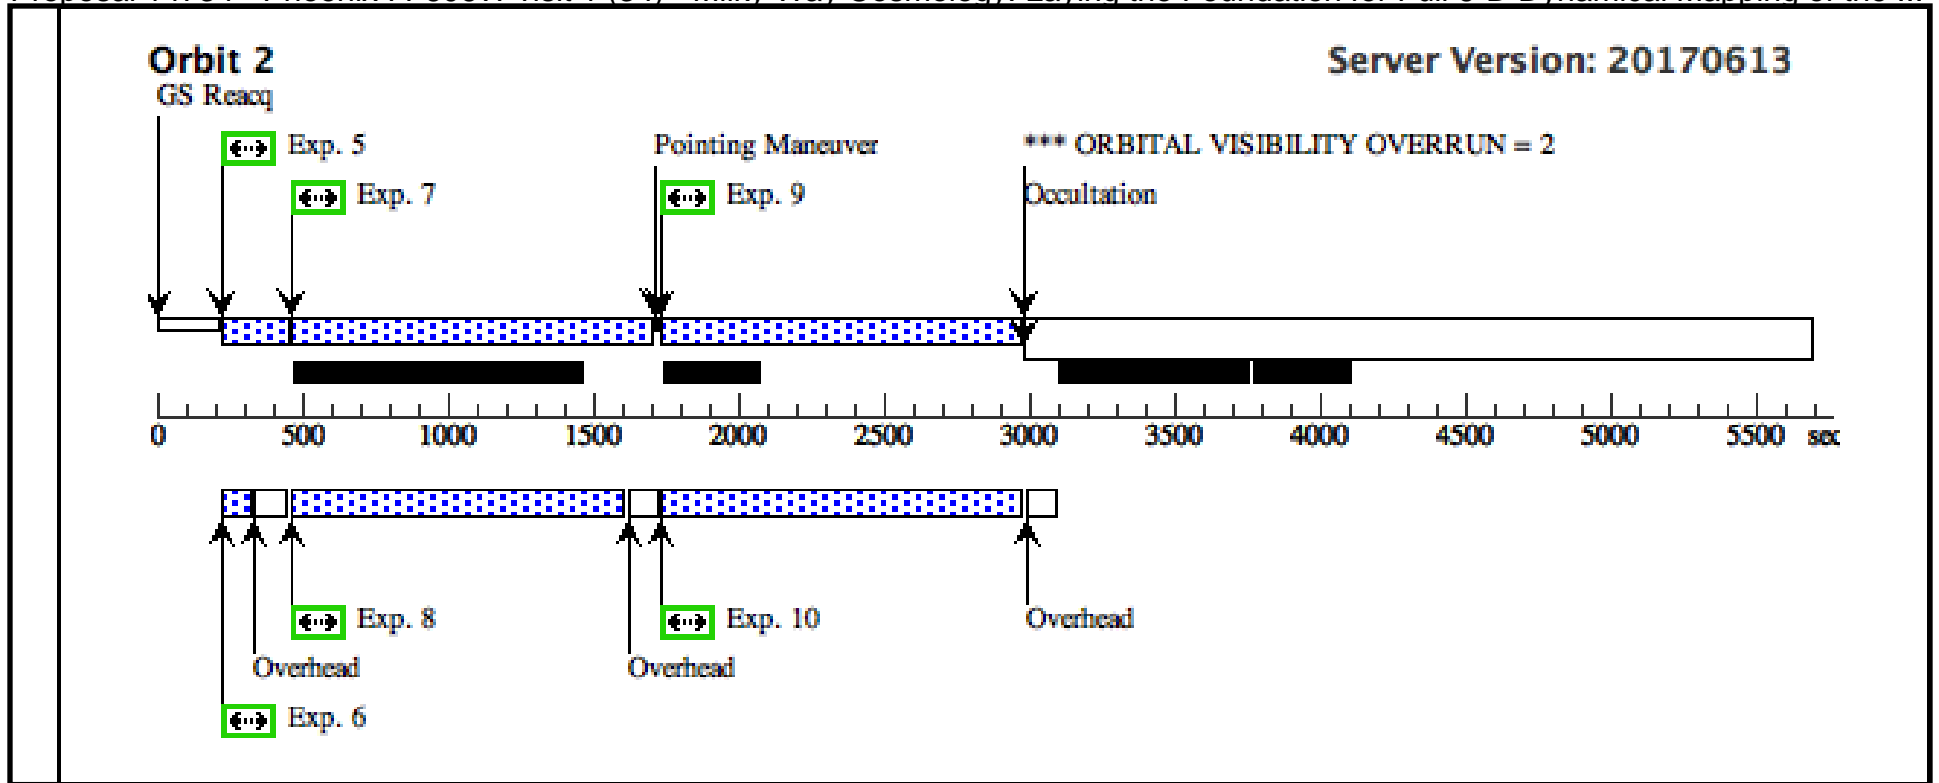 Orbit 2
Server Version: 20170613
GS Reacq
Exp. 5
Pointing Maneuver
*** ORBITAL VISIBILITY OVERRUN = 2
Exp. 7
Exp. 9
Occultation
0 500 1000 1500 2000 2500 3000 3500 4000 4500 5000 5500 sec
Exp. 8
Exp. 10
Overhead
Overhead
Overhead
Exp. 6